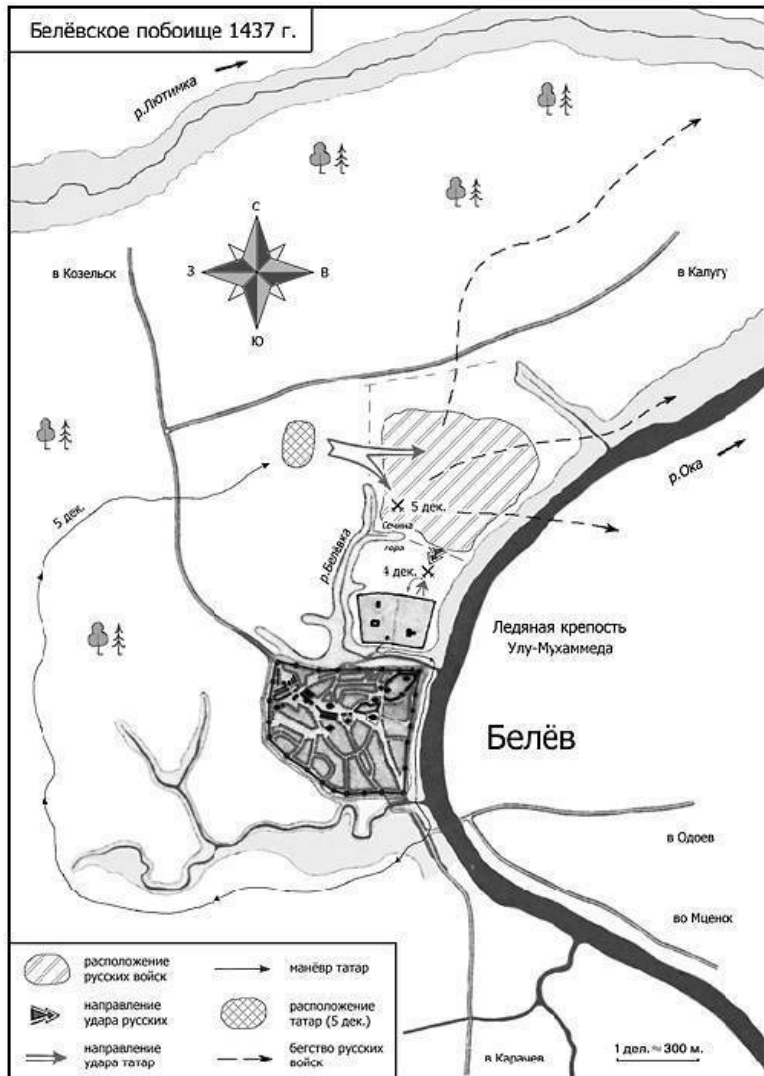 Белёвское побоище 1437 г.
р.Лютимка
С
З
В
Ю
в Козельск
в Калугу
5 дек.
р.Ока
5 дек.
Сечина
гора
р.Белёвка
4 дек.
Ледяная крепость
Улу-Мухаммеда
Белёв
в Одоев
во Мценск
в Карачев
расположение
русских войск
направление
удара русских
направление
удара татар
манёвр татар
расположение
татар (5 дек.)
бегство русских
войск
1 дел. ≈ 300 м.